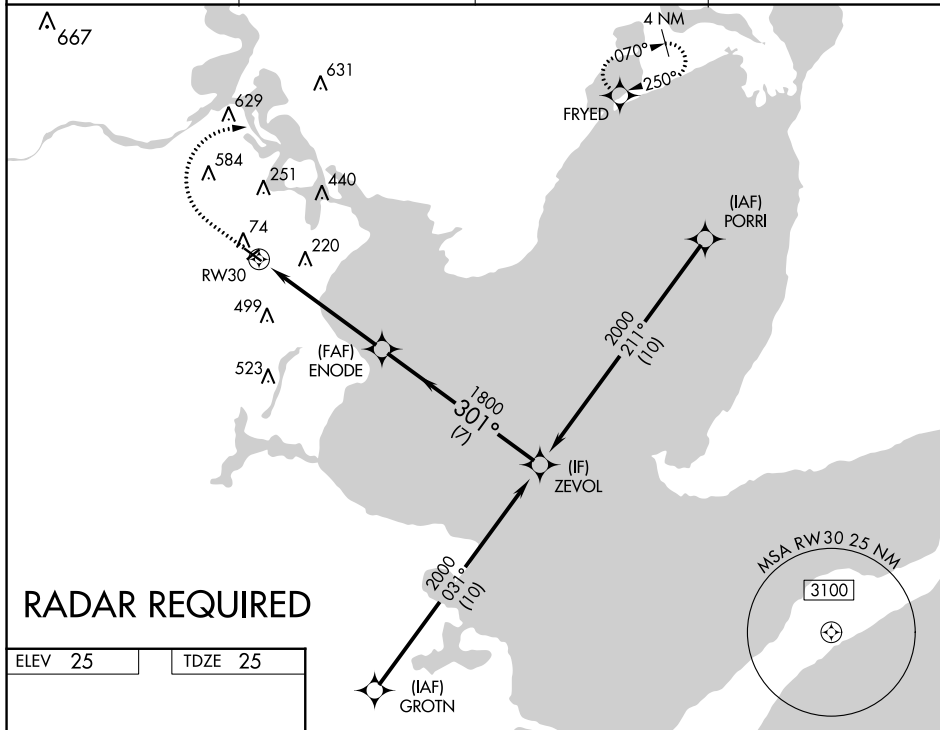 667
4 NM
070°
250°
FRYED
631
629
584
251
440
74
220
RW30
499
523
(IAF)
PORRI
2000
211°
(10)
(FAF)
ENODE
1800
301°
(7)
(IF)
ZEVOL
2000
031°
(10)
(IAF)
GROTN
MSA RW30 25 NM
3100
RADAR REQUIRED
ELEV 25
TDZE 25